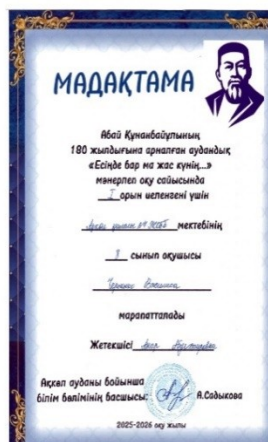 МАДАҚТАМА
Абай Құнанбайұлының
180 жылдығына арналған аудандық
«Есіңде бар ма жас күнің...»
мәнерлеп оқу сайысында
I орын иеленгені үшін
мектебінің
сынып оқушысы
марапатталады
Жетекшісі
Ақкөл ауданы бойынша
білім бөлімінің басшысы: А.Садыкова
2025-2026 оқу жылы